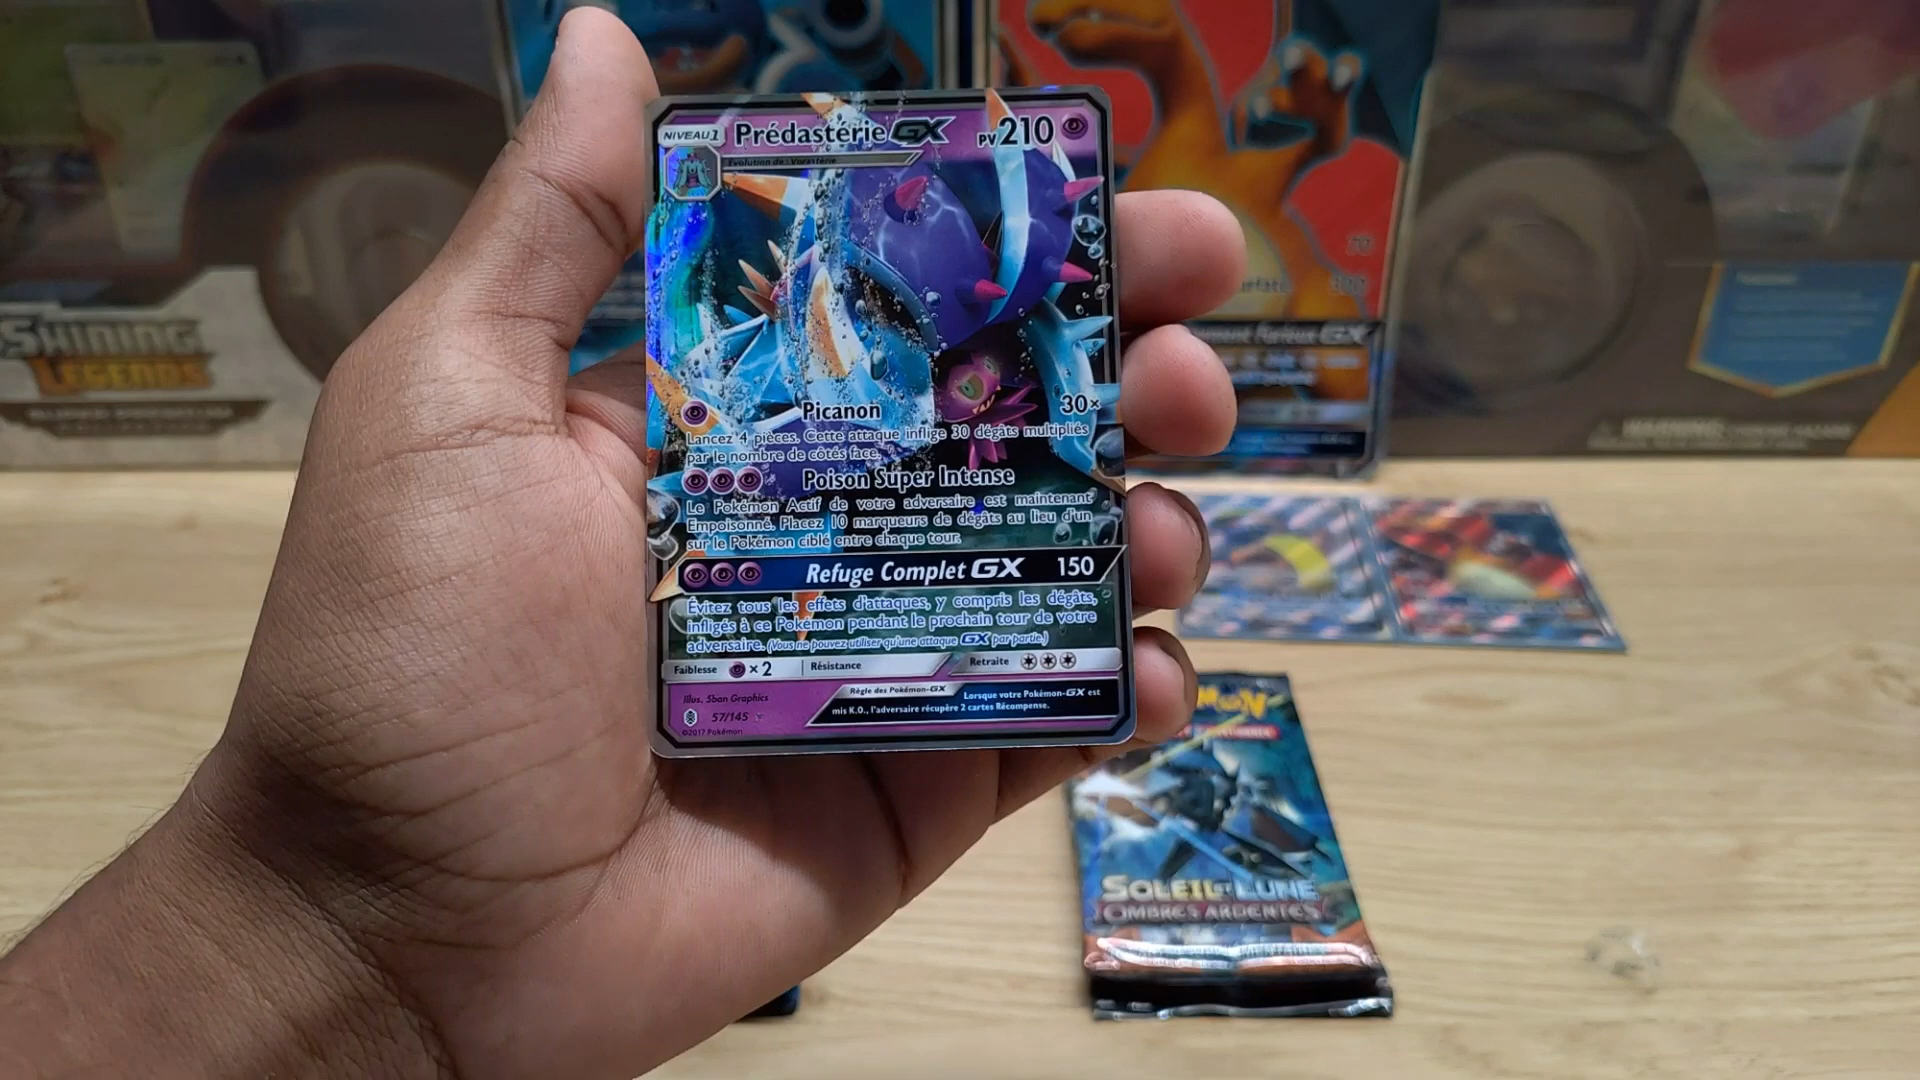 NIVEAU 1 Prédastérie GX PV 210
Évolution de : Vorastérie
Picanon 30x
Lancez 4 pièces. Cette attaque inflige 30 dégâts multipliés
par le nombre de côtés face.
Poison Super Intense
Le Pokémon Actif de votre adversaire est maintenant
Empoisonné. Placez 10 marqueurs de dégâts au lieu d'un
sur le Pokémon ciblé entre chaque tour.
Refuge Complet GX 150
Évitez tous les effets d'attaques, y compris les dégâts,
infligés à ce Pokémon pendant le prochain tour de votre
adversaire. (Vous ne pouvez utiliser qu'une attaque GX par partie.)
Faiblesse × 2 Résistance Retraite
Illus. 5ban Graphics
57/145
©2017 Pokémon
Règle des Pokémon-GX Lorsque votre Pokémon-GX est
mis K.O., l'adversaire récupère 2 cartes Récompense.
SHINING
LEGENDS
GX
SOLEIL ET LUNE
OMBRES ARDENTES